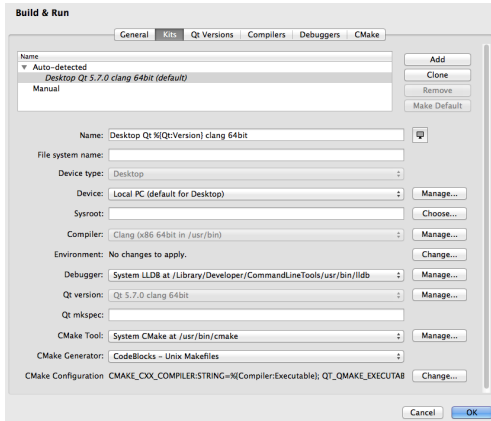 Build & Run
General Kits Qt Versions Compilers Debuggers CMake
Name
Auto-detected
Desktop Qt 5.7.0 clang 64bit (default)
Manual
Add
Clone
Remove
Make Default
Name: Desktop Qt %{Qt:Version} clang 64bit
File system name:
Device type: Desktop
Device: Local PC (default for Desktop) Manage...
Sysroot: Choose...
Compiler: Clang (x86 64bit in /usr/bin) Manage...
Environment: No changes to apply. Change...
Debugger: System LLDB at /Library/Developer/CommandLineTools/usr/bin/lldb Manage...
Qt version: Qt 5.7.0 clang 64bit Manage...
Qt mkspec:
CMake Tool: System CMake at /usr/bin/cmake Manage...
CMake Generator: CodeBlocks - Unix Makefiles
CMake Configuration CMAKE_CXX_COMPILER:STRING=%{Compiler:Executable}; QT_QMAKE_EXECUTAB Change...
Cancel OK